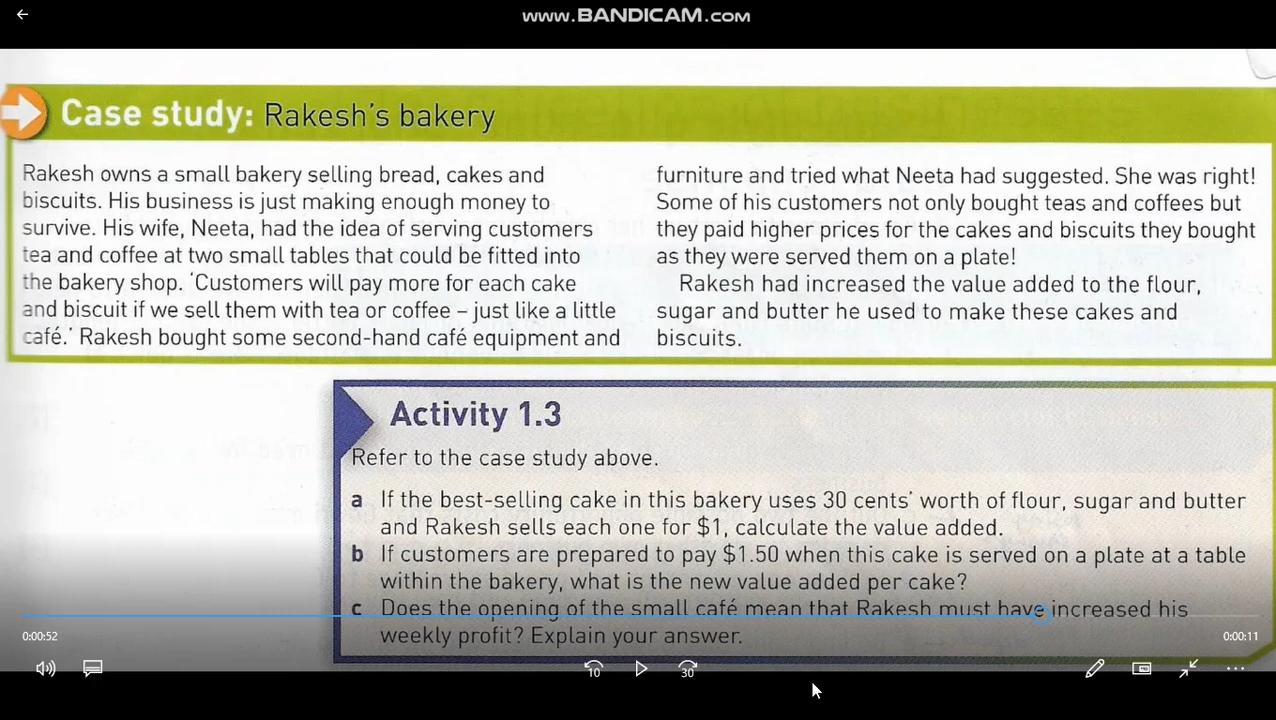 www.BANDICAM.COM
Case study: Rakesh's bakery
Rakesh owns a small bakery selling bread, cakes and
biscuits. His business is just making enough money to
survive. His wife, Neeta, had the idea of serving customers
tea and coffee at two small tables that could be fitted into
the bakery shop. 'Customers will pay more for each cake
and biscuit if we sell them with tea or coffee – just like a little
café.' Rakesh bought some second-hand café equipment and
furniture and tried what Neeta had suggested. She was right!
Some of his customers not only bought teas and coffees but
they paid higher prices for the cakes and biscuits they bought
as they were served them on a plate!
Rakesh had increased the value added to the flour,
sugar and butter he used to make these cakes and
biscuits.
Activity 1.3
Refer to the case study above.
a If the best-selling cake in this bakery uses 30 cents' worth of flour, sugar and butter
and Rakesh sells each one for $1, calculate the value added.
b If customers are prepared to pay $1.50 when this cake is served on a plate at a table
within the bakery, what is the new value added per cake?
c Does the opening of the small café mean that Rakesh must have increased his
weekly profit? Explain your answer.
0:00:52
0:00:11
10
30